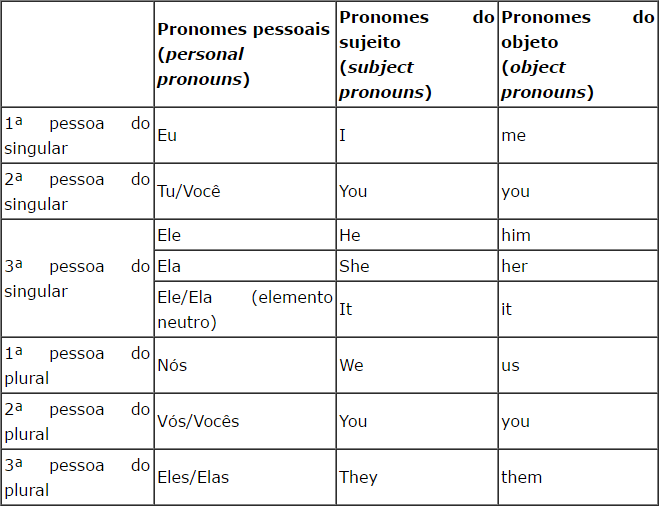 Pronomes pessoais
(personal
pronouns)
Pronomes do
sujeito
(subject
pronouns)
Pronomes do
objeto
(object
pronouns)
1ª pessoa do
singular
Eu
I
me
2ª pessoa do
singular
Tu/Você
You
you
3ª pessoa do
singular
Ele
He
him
Ela
She
her
Ele/Ela (elemento
neutro)
It
it
1ª pessoa do
plural
Nós
We
us
2ª pessoa do
plural
Vós/Vocês
You
you
3ª pessoa do
plural
Eles/Elas
They
them